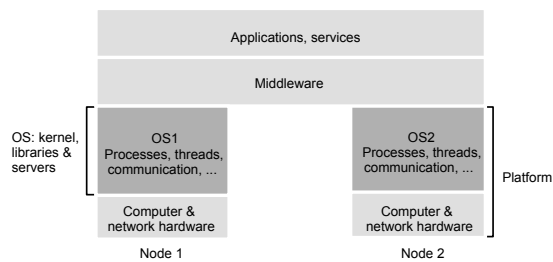 Applications, services
Middleware
OS: kernel,
libraries &
servers
OS1
Processes, threads,
communication, ...
OS2
Processes, threads,
communication, ...
Platform
Computer &
network hardware
Computer &
network hardware
Node 1
Node 2